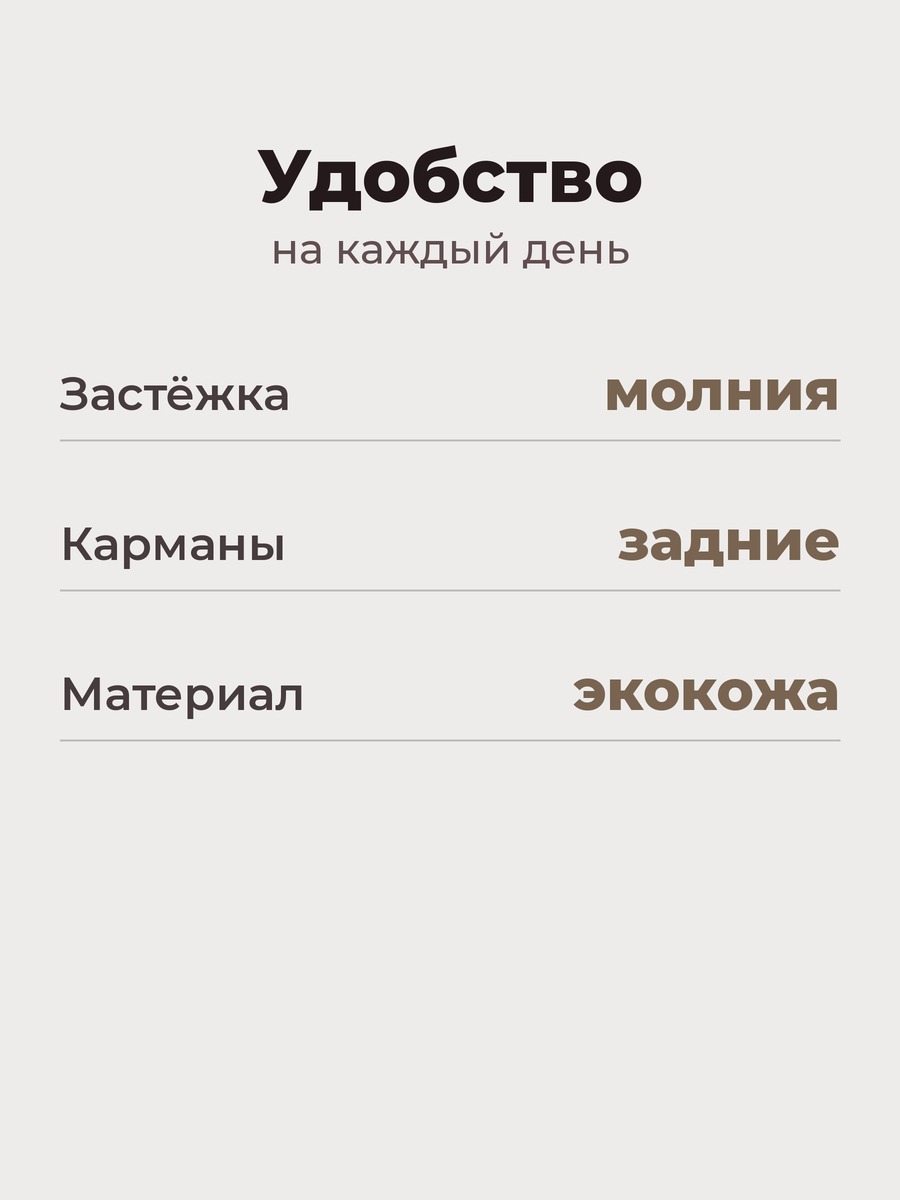 Удобство
на каждый день
Застёжка молния
Карманы задние
Материал экокожа